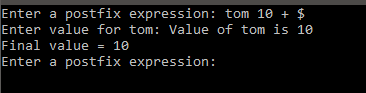 Enter a postfix expression: tom 10 + $
Enter value for tom: Value of tom is 10
Final value = 10
Enter a postfix expression: